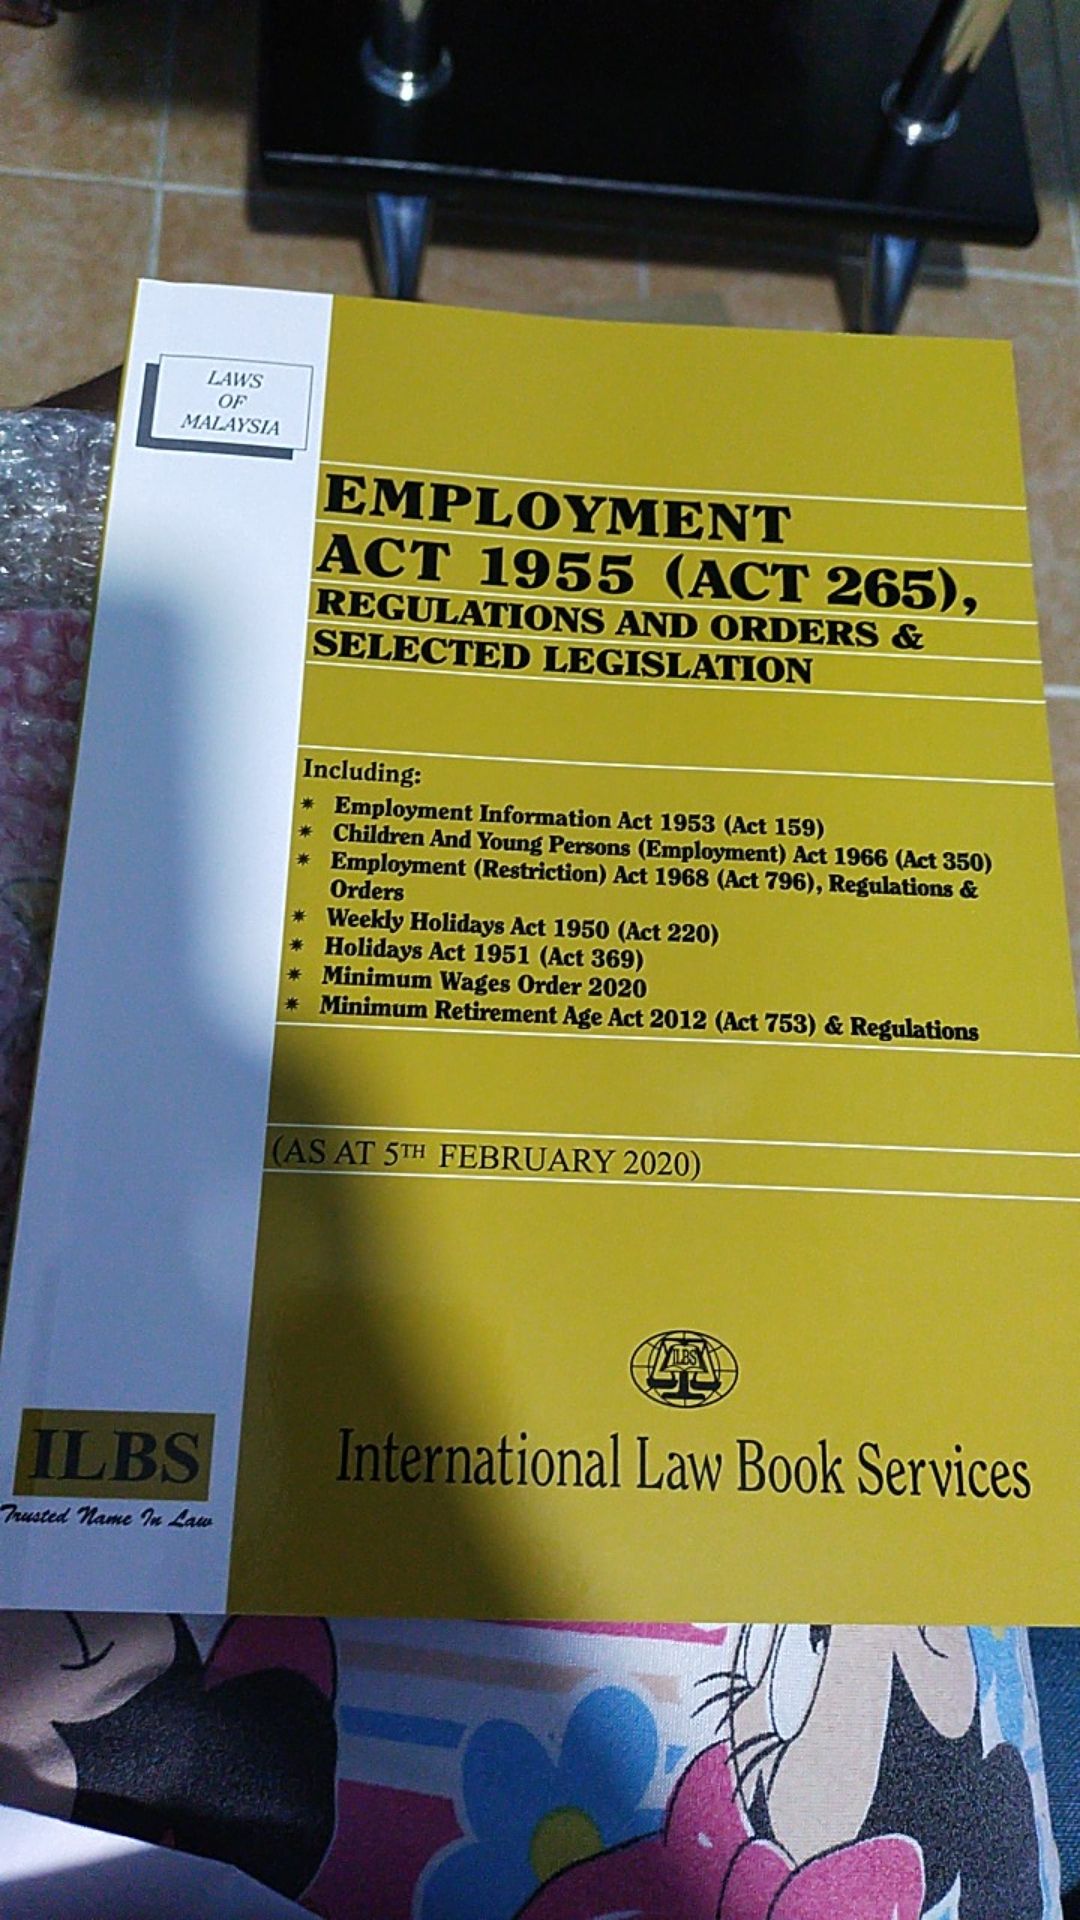 LAWS
OF
MALAYSIA
EMPLOYMENT
ACT 1955 (ACT 265),
REGULATIONS AND ORDERS &
SELECTED LEGISLATION
Including:
* Employment Information Act 1953 (Act 159)
* Children And Young Persons (Employment) Act 1966 (Act 350)
* Employment (Restriction) Act 1968 (Act 796), Regulations &
Orders
* Weekly Holidays Act 1950 (Act 220)
* Holidays Act 1951 (Act 369)
* Minimum Wages Order 2020
* Minimum Retirement Age Act 2012 (Act 753) & Regulations
(AS AT 5TH FEBRUARY 2020)
ILBS
International Law Book Services
ILBS
Trusted Name In Law